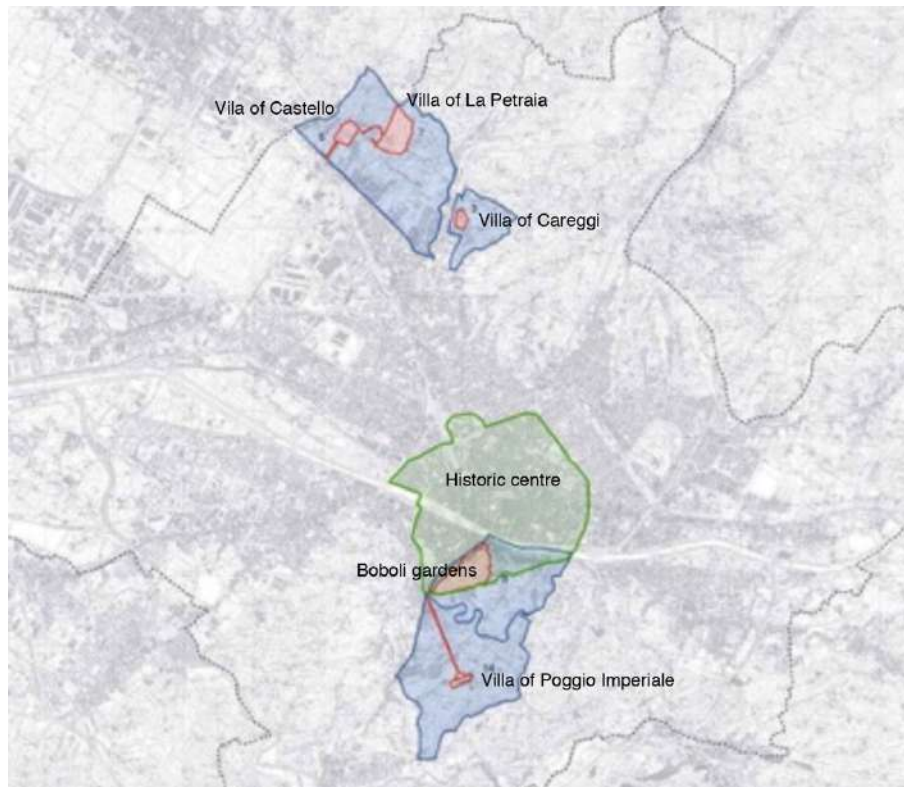 Vila of Castello
Villa of La Petraia
Villa of Careggi
Historic centre
Boboli gardens
Villa of Poggio Imperiale